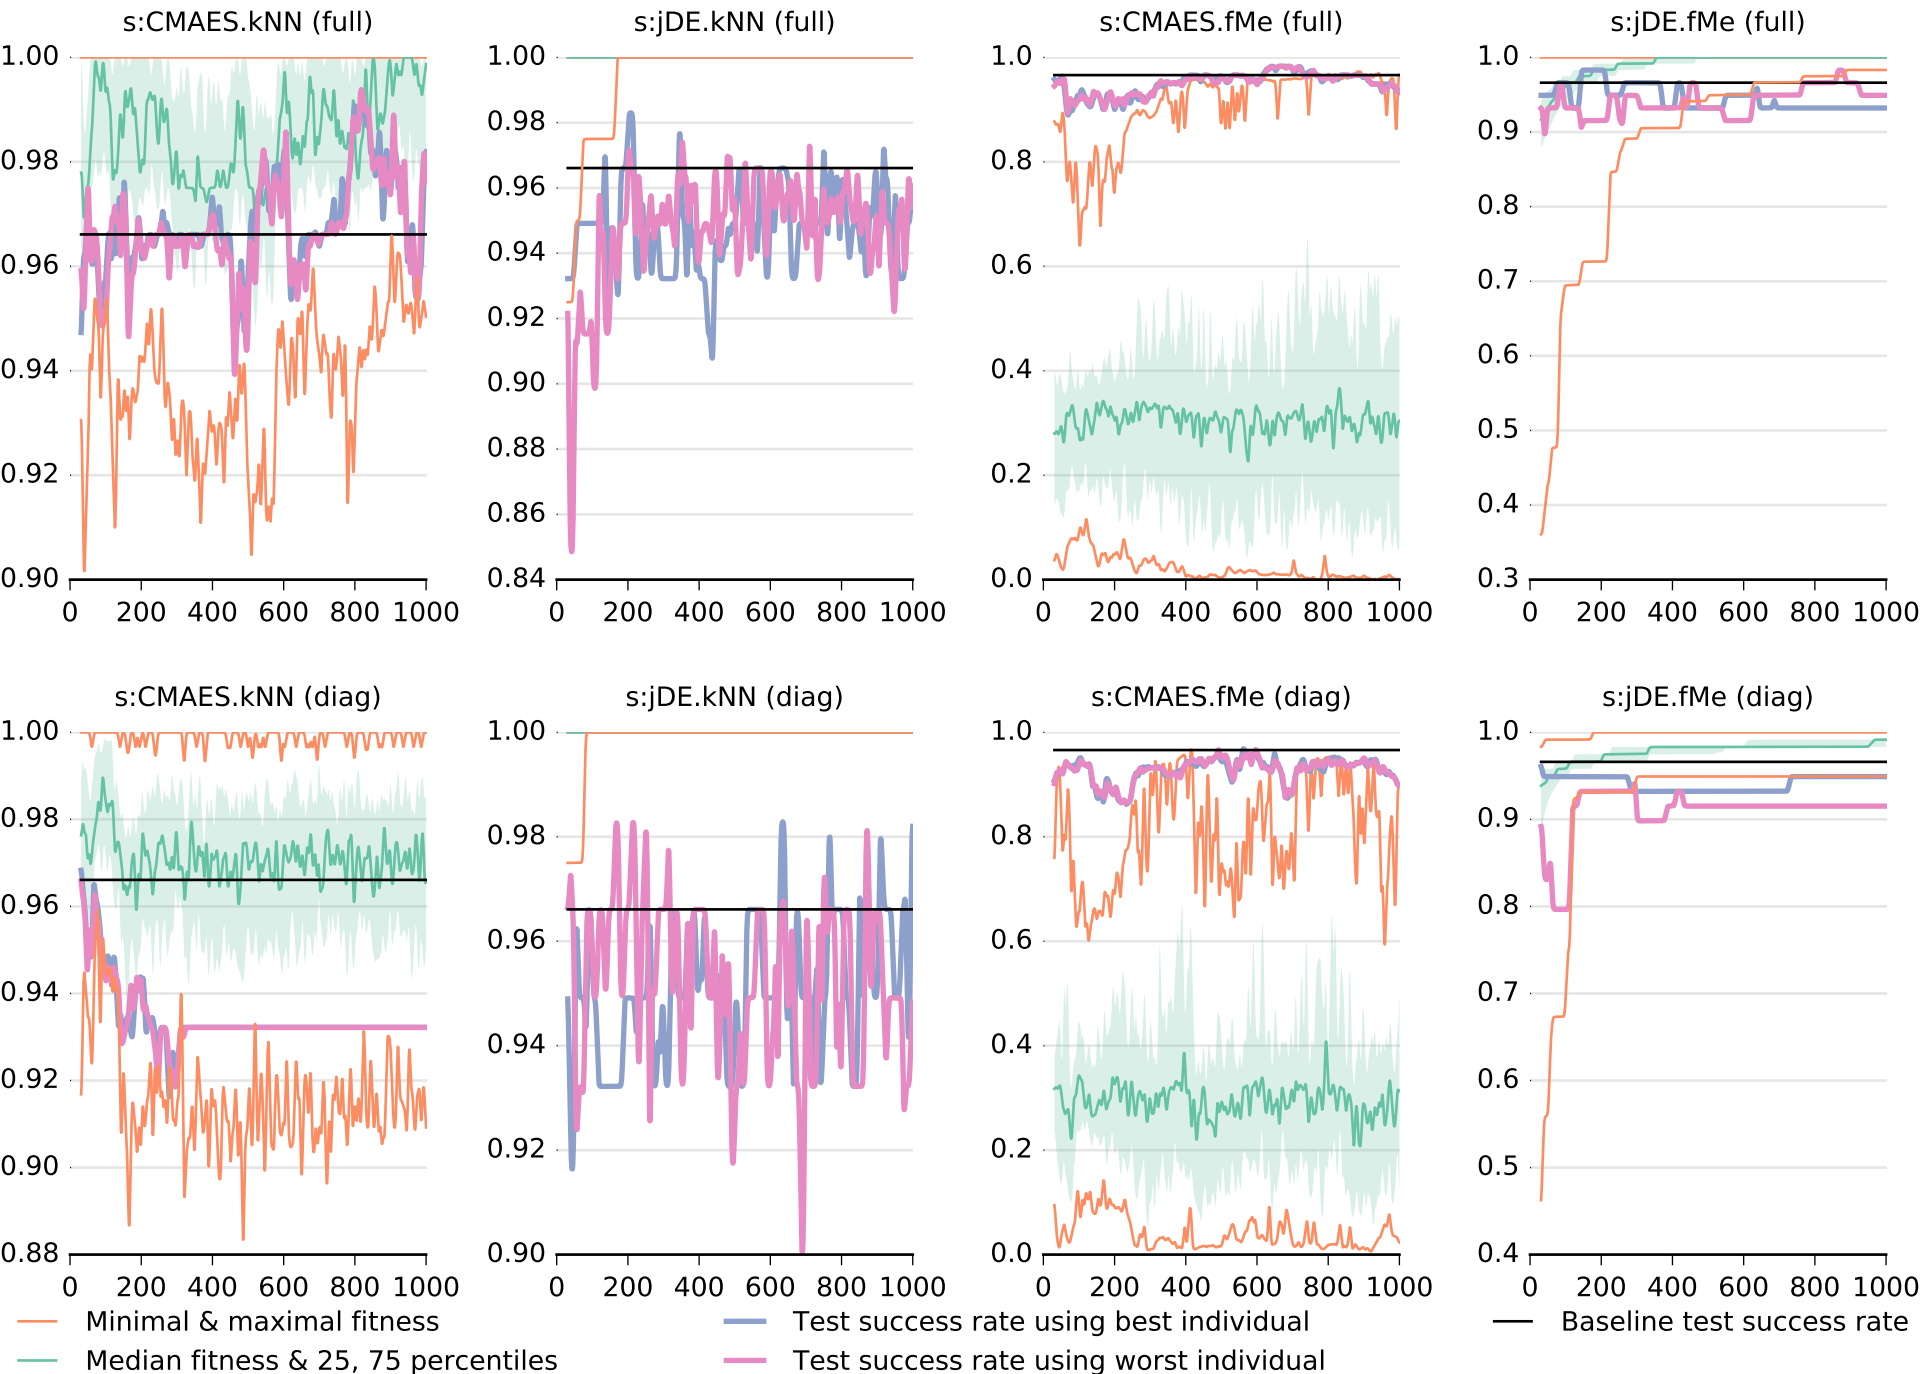 s:CMAES.kNN (full) s:jDE.kNN (full) s:CMAES.fMe (full) s:jDE.fMe (full)
1.00 1.00 1.0 1.0
0.98 0.98 0.8 0.9
0.96 0.96 0.6 0.8
0.94 0.94 0.4 0.7
0.92 0.92 0.2 0.6
0.90 0.90 0.0 0.5
0.88 0.4
0.86 0.3
0.84
0 200 400 600 800 1000 0 200 400 600 800 1000 0 200 400 600 800 1000 0 200 400 600 800 1000
s:CMAES.kNN (diag) s:jDE.kNN (diag) s:CMAES.fMe (diag) s:jDE.fMe (diag)
1.00 1.00 1.0 1.0
0.98 0.98 0.8 0.9
0.96 0.96 0.6 0.8
0.94 0.94 0.4 0.7
0.92 0.92 0.2 0.6
0.90 0.90 0.0 0.5
0.88 0.4
0 200 400 600 800 1000 0 200 400 600 800 1000 0 200 400 600 800 1000 0 200 400 600 800 1000
Minimal & maximal fitness Test success rate using best individual Baseline test success rate
Median fitness & 25, 75 percentiles Test success rate using worst individual